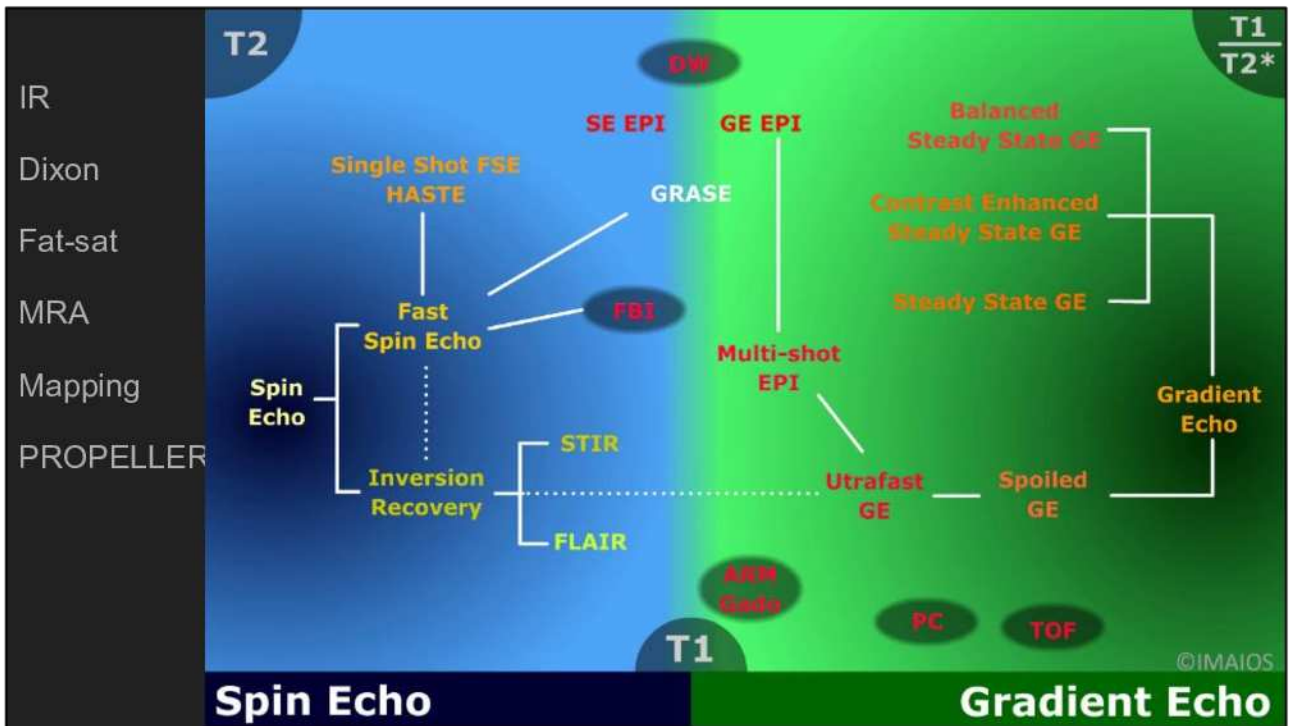 IR
Dixon
Fat-sat
MRA
Mapping
PROPELLER
T2
T1
T2*
DW
SE EPI
GE EPI
Balanced
Steady State GE
Single Shot FSE
HASTE
GRASE
Contrast Enhanced
Steady State GE
Fast
Spin Echo
FBI
Steady State GE
Multi-shot
EPI
Spin
Echo
Gradient
Echo
STIR
Inversion
Recovery
Utrafast
GE
Spoiled
GE
FLAIR
ARM
Gado
PC
TOF
T1
©IMAIOS
Spin Echo
Gradient Echo